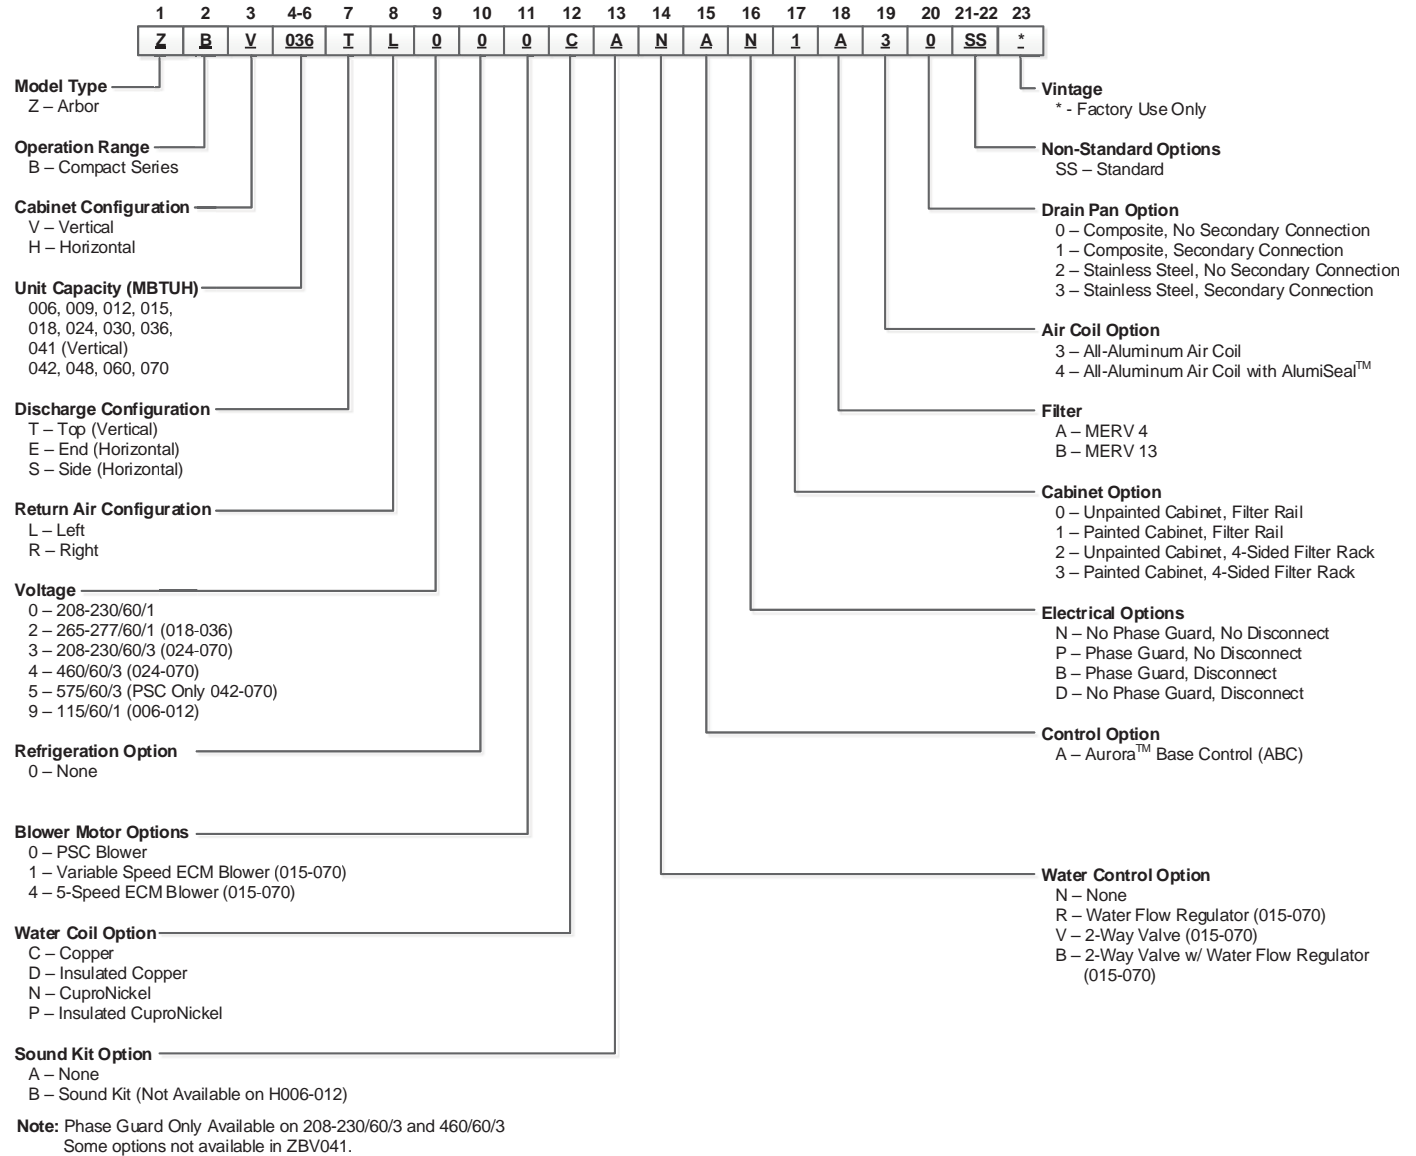 1 2 3 4-6 7 8 9 10 11 12 13 14 15 16 17 18 19 20 21-22 23
Z B V 036 T L 0 0 0 C A N A N 1 A 3 0 SS *
Model Type
Z – Arbor
Operation Range
B – Compact Series
Cabinet Configuration
V – Vertical
H – Horizontal
Unit Capacity (MBTUH)
006, 009, 012, 015,
018, 024, 030, 036,
041 (Vertical)
042, 048, 060, 070
Discharge Configuration
T – Top (Vertical)
E – End (Horizontal)
S – Side (Horizontal)
Return Air Configuration
L – Left
R – Right
Voltage
0 – 208-230/60/1
2 – 265-277/60/1 (018-036)
3 – 208-230/60/3 (024-070)
4 – 460/60/3 (024-070)
5 – 575/60/3 (PSC Only 042-070)
9 – 115/60/1 (006-012)
Refrigeration Option
0 – None
Blower Motor Options
0 – PSC Blower
1 – Variable Speed ECM Blower (015-070)
4 – 5-Speed ECM Blower (015-070)
Water Coil Option
C – Copper
D – Insulated Copper
N – CuproNickel
P – Insulated CuproNickel
Sound Kit Option
A – None
B – Sound Kit (Not Available on H006-012)
Note: Phase Guard Only Available on 208-230/60/3 and 460/60/3
Some options not available in ZBV041.
Vintage
* - Factory Use Only
Non-Standard Options
SS – Standard
Drain Pan Option
0 – Composite, No Secondary Connection
1 – Composite, Secondary Connection
2 – Stainless Steel, No Secondary Connection
3 – Stainless Steel, Secondary Connection
Air Coil Option
3 – All-Aluminum Air Coil
4 – All-Aluminum Air Coil with AlumiSeal™
Filter
A – MERV 4
B – MERV 13
Cabinet Option
0 – Unpainted Cabinet, Filter Rail
1 – Painted Cabinet, Filter Rail
2 – Unpainted Cabinet, 4-Sided Filter Rack
3 – Painted Cabinet, 4-Sided Filter Rack
Electrical Options
N – No Phase Guard, No Disconnect
P – Phase Guard, No Disconnect
B – Phase Guard, Disconnect
D – No Phase Guard, Disconnect
Control Option
A – Aurora™ Base Control (ABC)
Water Control Option
N – None
R – Water Flow Regulator (015-070)
V – 2-Way Valve (015-070)
B – 2-Way Valve w/ Water Flow Regulator
(015-070)